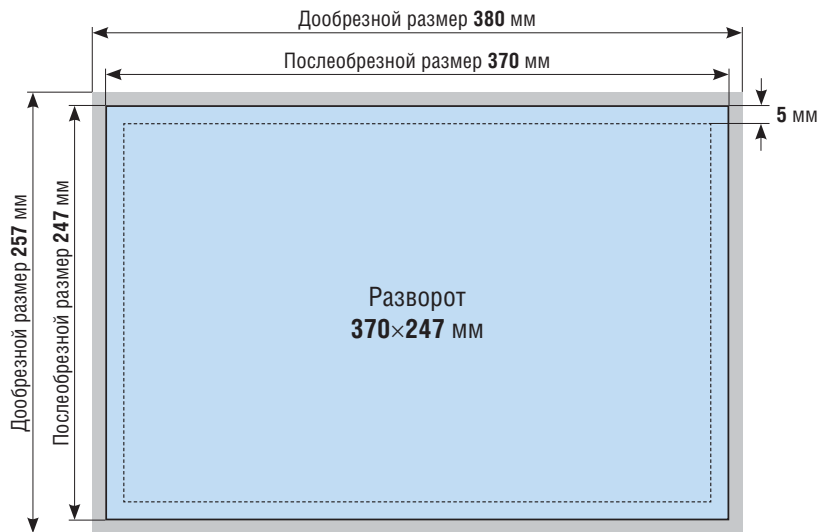 Дообрезной размер 380 мм
Послеобрезной размер 370 мм
5 мм
Дообрезной размер 257 мм
Послеобрезной размер 247 мм
Разворот
370×247 мм